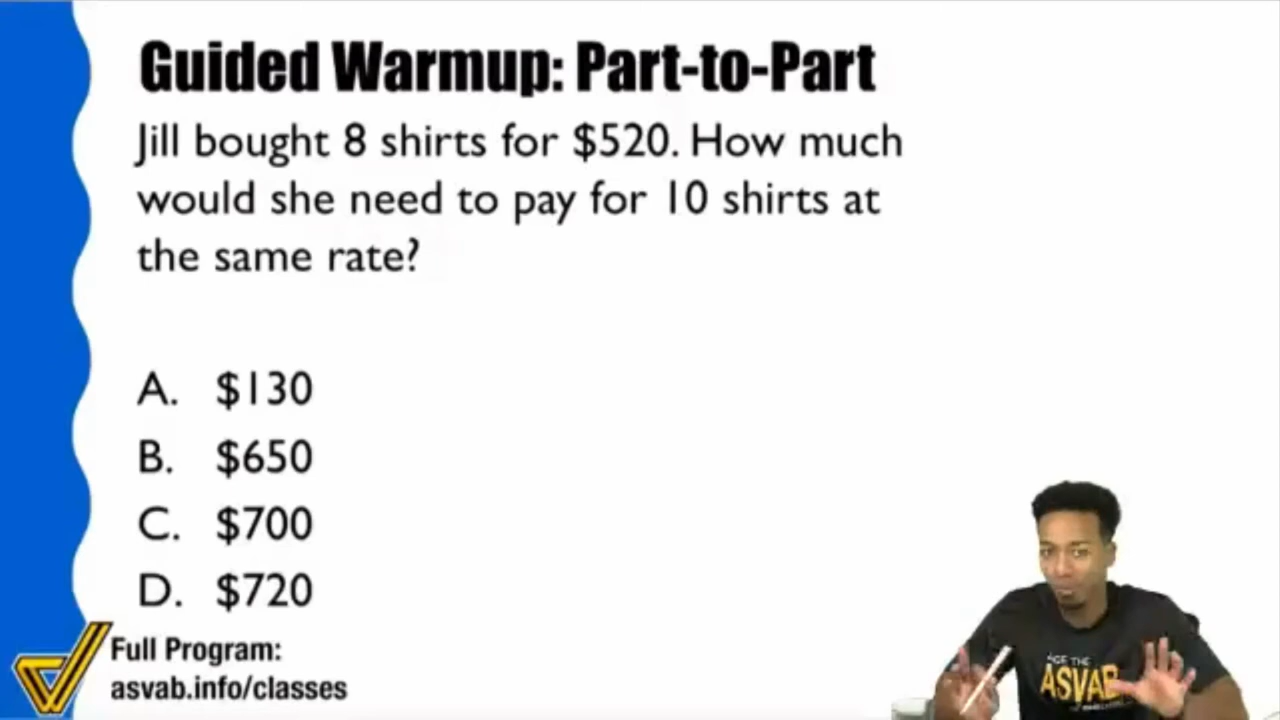 Guided Warmup: Part-to-Part
Jill bought 8 shirts for $520. How much
would she need to pay for 10 shirts at
the same rate?
A. $130
B. $650
C. $700
D. $720
Full Program:
asvab.info/classes
THE
ASVAB